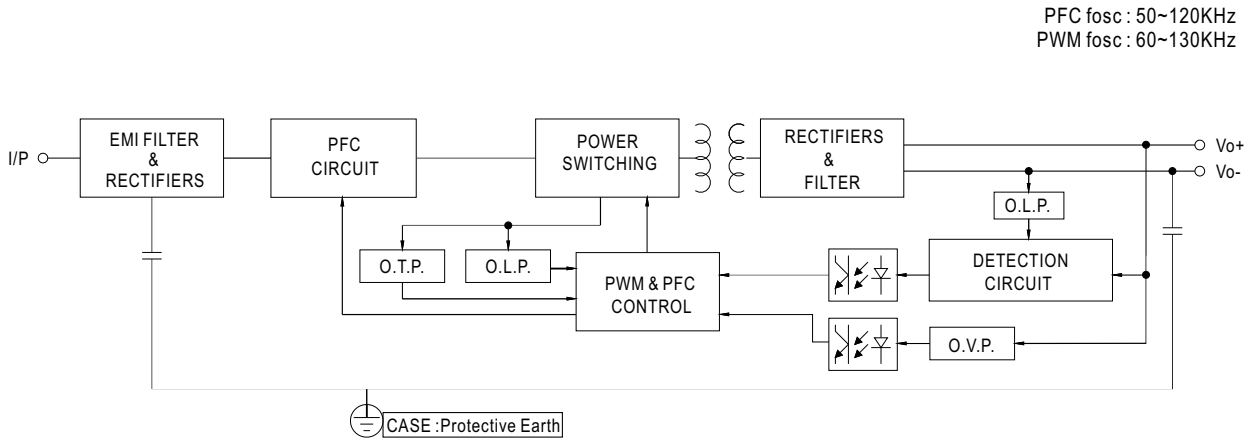 PFC fosc : 50~120KHz
PWM fosc : 60~130KHz
I/P
EMI FILTER
&
RECTIFIERS
PFC
CIRCUIT
POWER
SWITCHING
RECTIFIERS
&
FILTER
Vo+
Vo-
O.L.P.
O.T.P.
O.L.P.
PWM & PFC
CONTROL
DETECTION
CIRCUIT
O.V.P.
CASE : Protective Earth